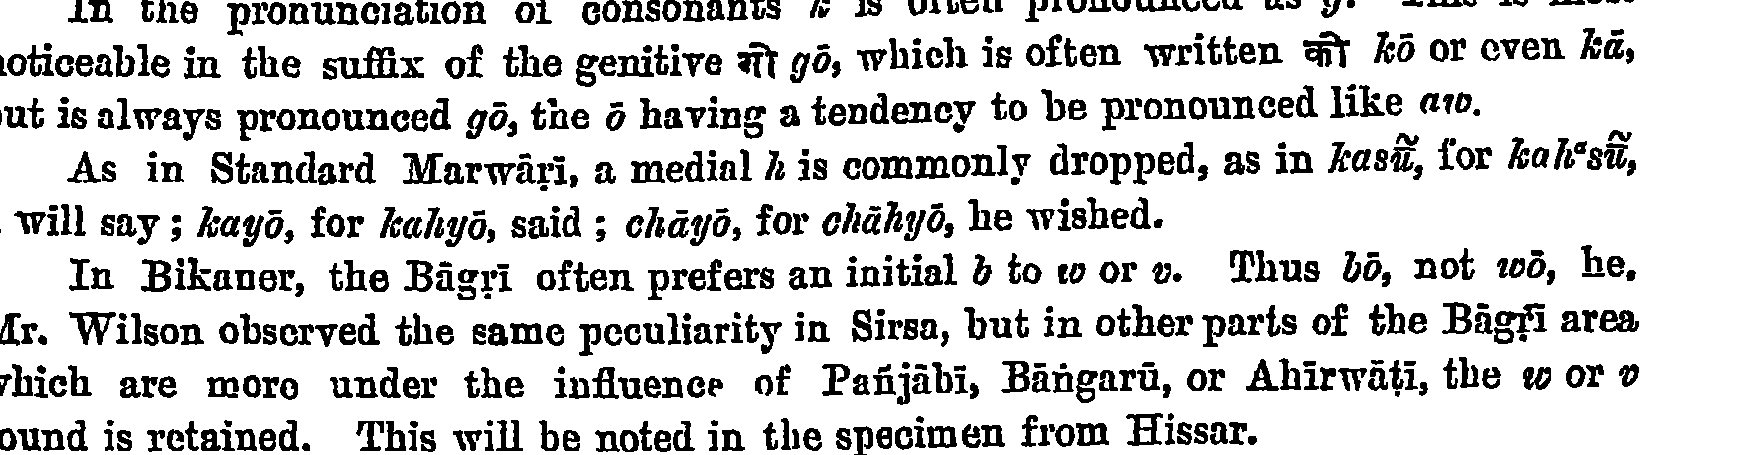 In the pronunciation of consonants k is often pronounced as g. This is most
noticeable in the suffix of the genitive गो gō, which is often written को kō or even kā,
but is always pronounced gō, the ō having a tendency to be pronounced like aw.
As in Standard Marwāṛī, a medial h is commonly dropped, as in kasū̃, for kahᵃsū̃,
will say; kayō, for kahyō, said; chāyō, for chāhyō, he wished.
In Bikaner, the Bāgṛī often prefers an initial b to w or v. Thus bō, not wō, he.
Mr. Wilson observed the same peculiarity in Sirsa, but in other parts of the Bāgṛī area
which are more under the influence of Pañjābī, Bāṅgarū, or Ahīrwāṭī, the w or v
sound is retained. This will be noted in the specimen from Hissar.